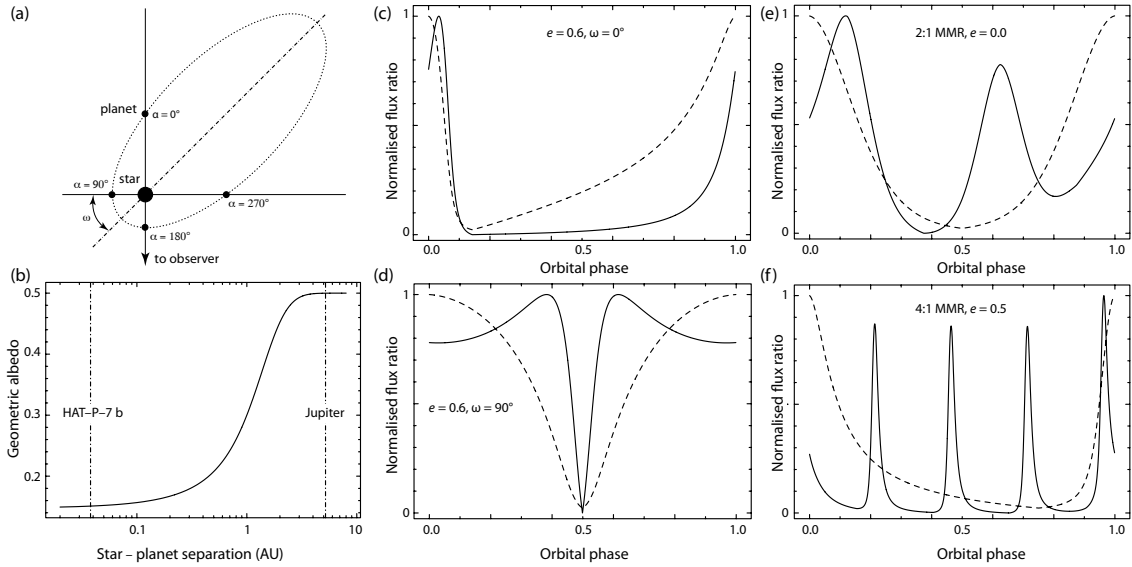 (a)
planet
α = 0°
star
α = 90°
α = 270°
ω
α = 180°
to observer
(b)
Geometric albedo
0.5
0.4
0.3
0.2
HAT–P–7 b
Jupiter
0.1
1
10
Star – planet separation (AU)
(c)
e = 0.6, ω = 0°
Normalised flux ratio
1
0
0.0
0.5
1.0
Orbital phase
(d)
e = 0.6, ω = 90°
Normalised flux ratio
1
0
0.0
0.5
1.0
Orbital phase
(e)
2:1 MMR, e = 0.0
Normalised flux ratio
1
0
0.0
0.5
1.0
Orbital phase
(f)
4:1 MMR, e = 0.5
Normalised flux ratio
1
0
0.0
0.5
1.0
Orbital phase